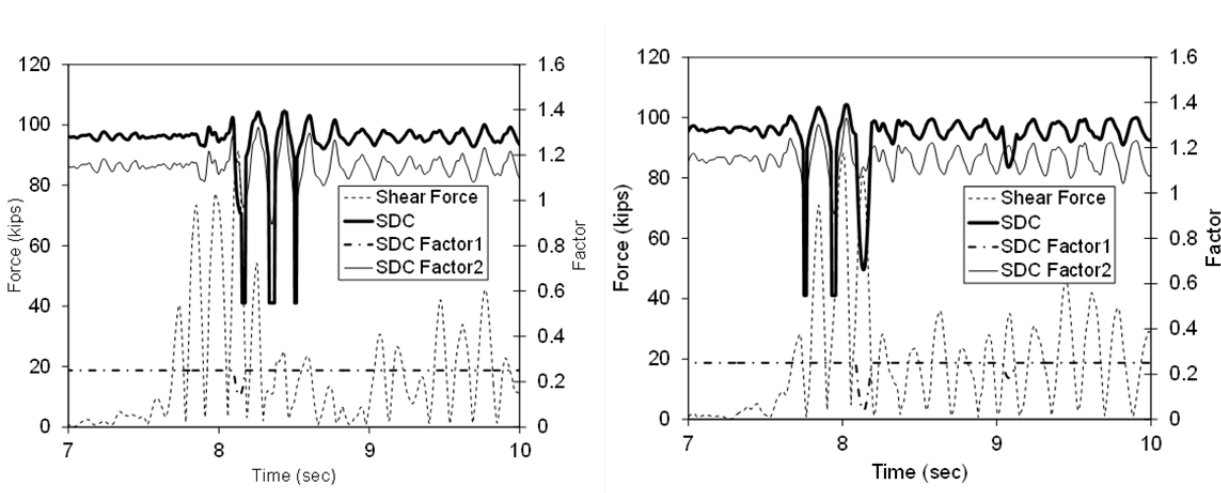 120
100
80
60
40
20
0
Force (kips)
1.6
1.4
1.2
1
0.8
0.6
0.4
0.2
0
Factor
Shear Force
SDC
SDC Factor1
SDC Factor2
7
8
9
10
Time (sec)
120
100
80
60
40
20
0
Force (kips)
1.6
1.4
1.2
1
0.8
0.6
0.4
0.2
0
Factor
Shear Force
SDC
SDC Factor1
SDC Factor2
7
8
9
10
Time (sec)